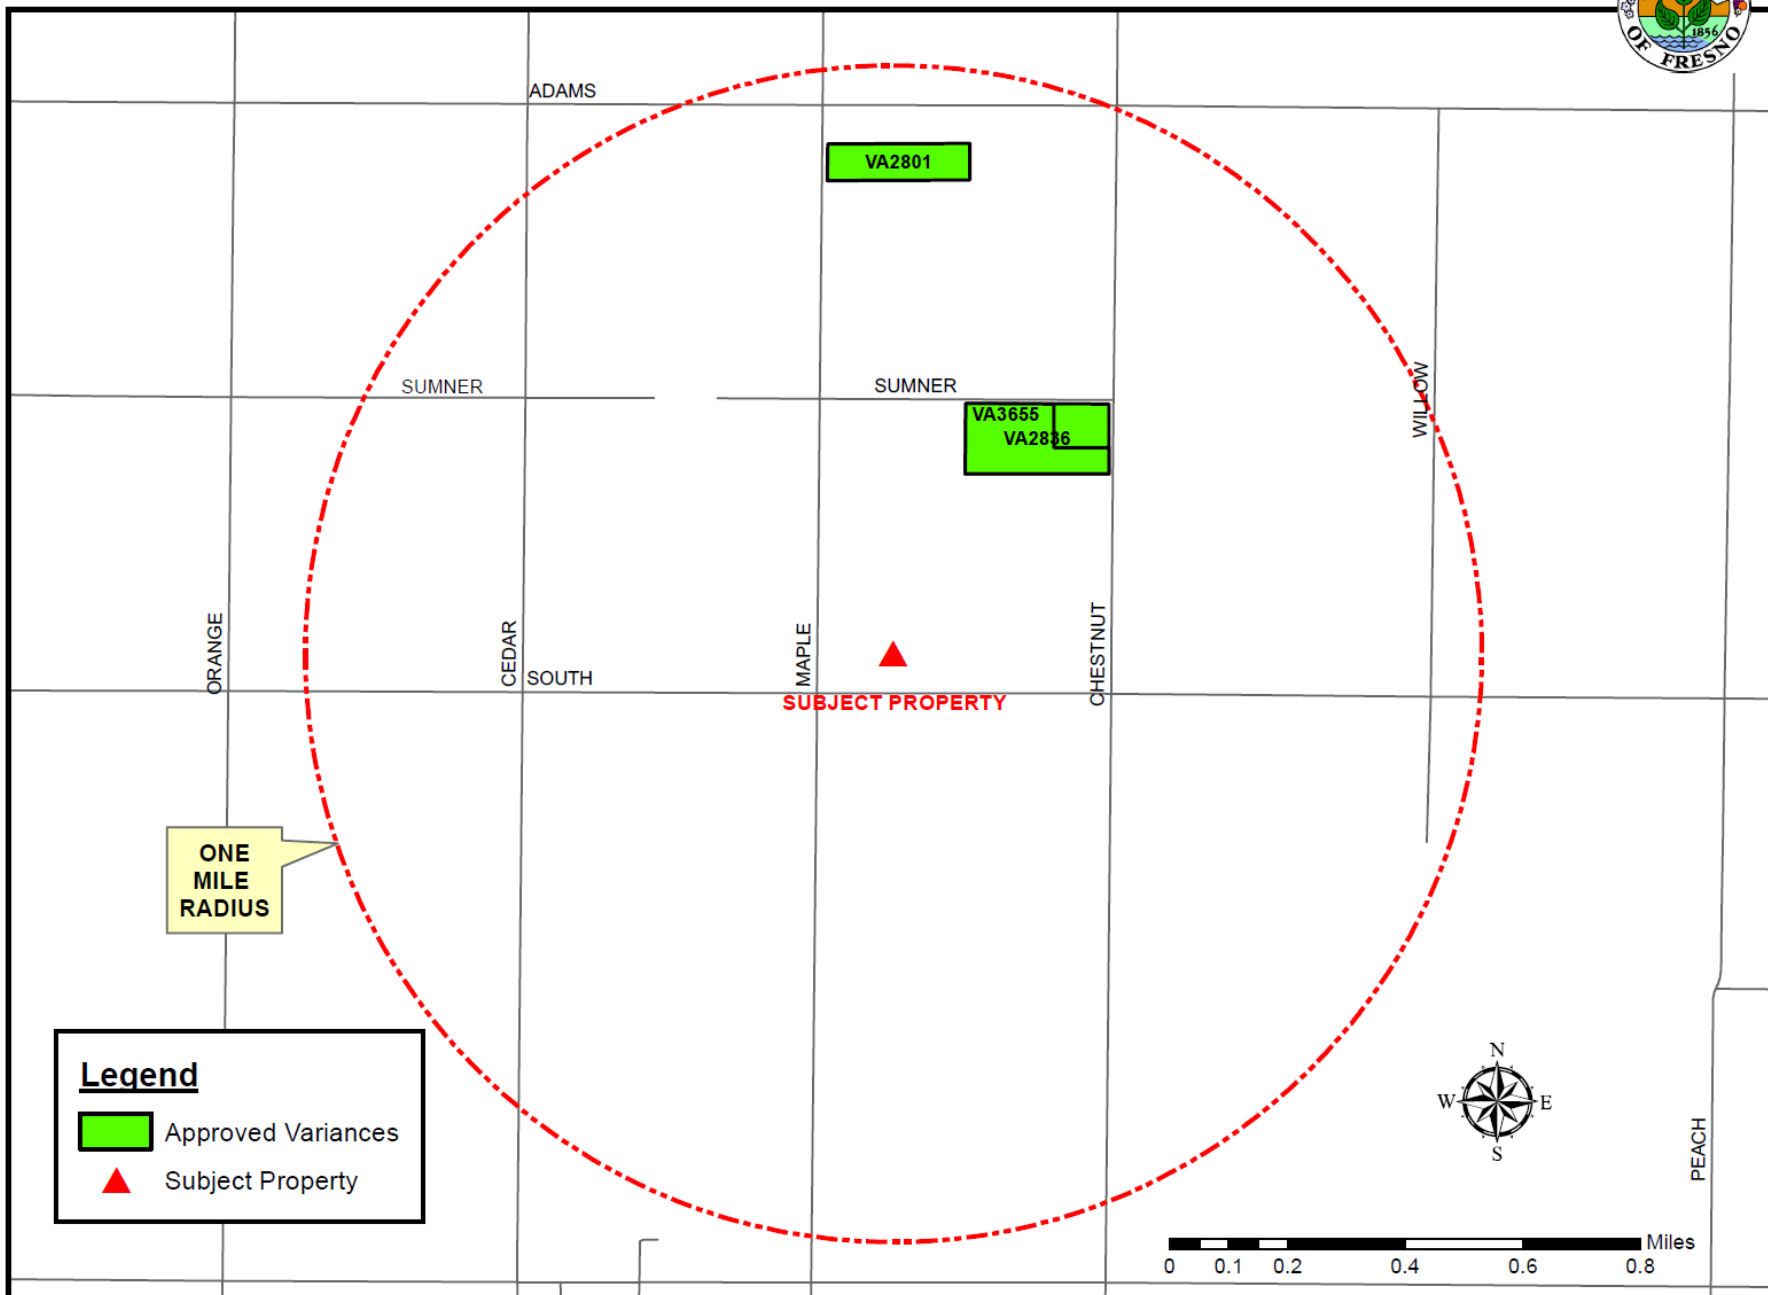 1856
OF FRESNO
ADAMS
VA2801
SUMNER
SUMNER
VA3655
VA2836
WILLOW
ORANGE
CEDAR
MAPLE
CHESTNUT
SOUTH
SUBJECT PROPERTY
ONE
MILE
RADIUS
Legend
Approved Variances
Subject Property
N
W
E
S
PEACH
Miles
0 0.1 0.2 0.4 0.6 0.8